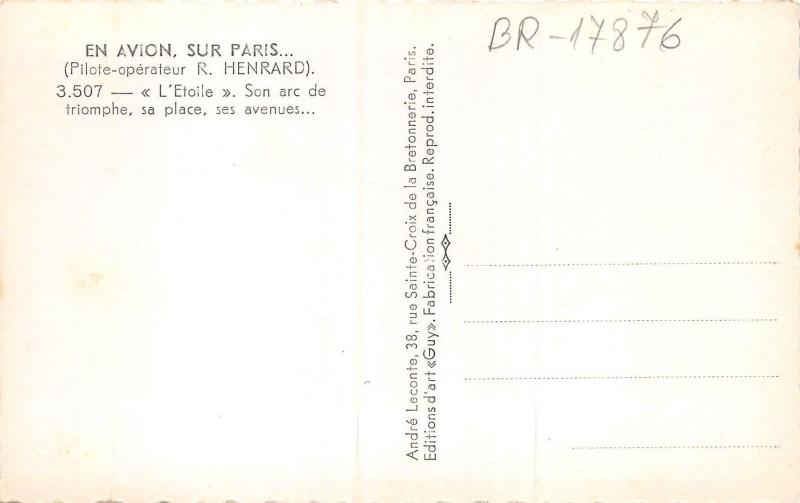 EN AVION, SUR PARIS...
(Pilote-opérateur R. HENRARD).
3.507 — « L'Etoile ». Son arc de
triomphe, sa place, ses avenues...
André Leconte, 38, rue Sainte-Croix de la Bretonnerie, Paris.
Editions d'art «Guy». Fabrication française. Reprod. interdite.
BR-17876